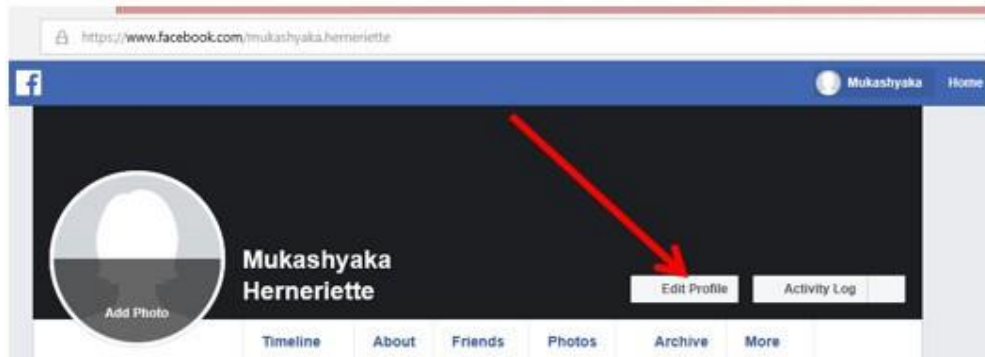 https://www.facebook.com/mukashyaka.herneriette
f
Mukashyaka Home
Mukashyaka
Herneriette
Add Photo
Edit Profile Activity Log
Timeline About Friends Photos Archive More